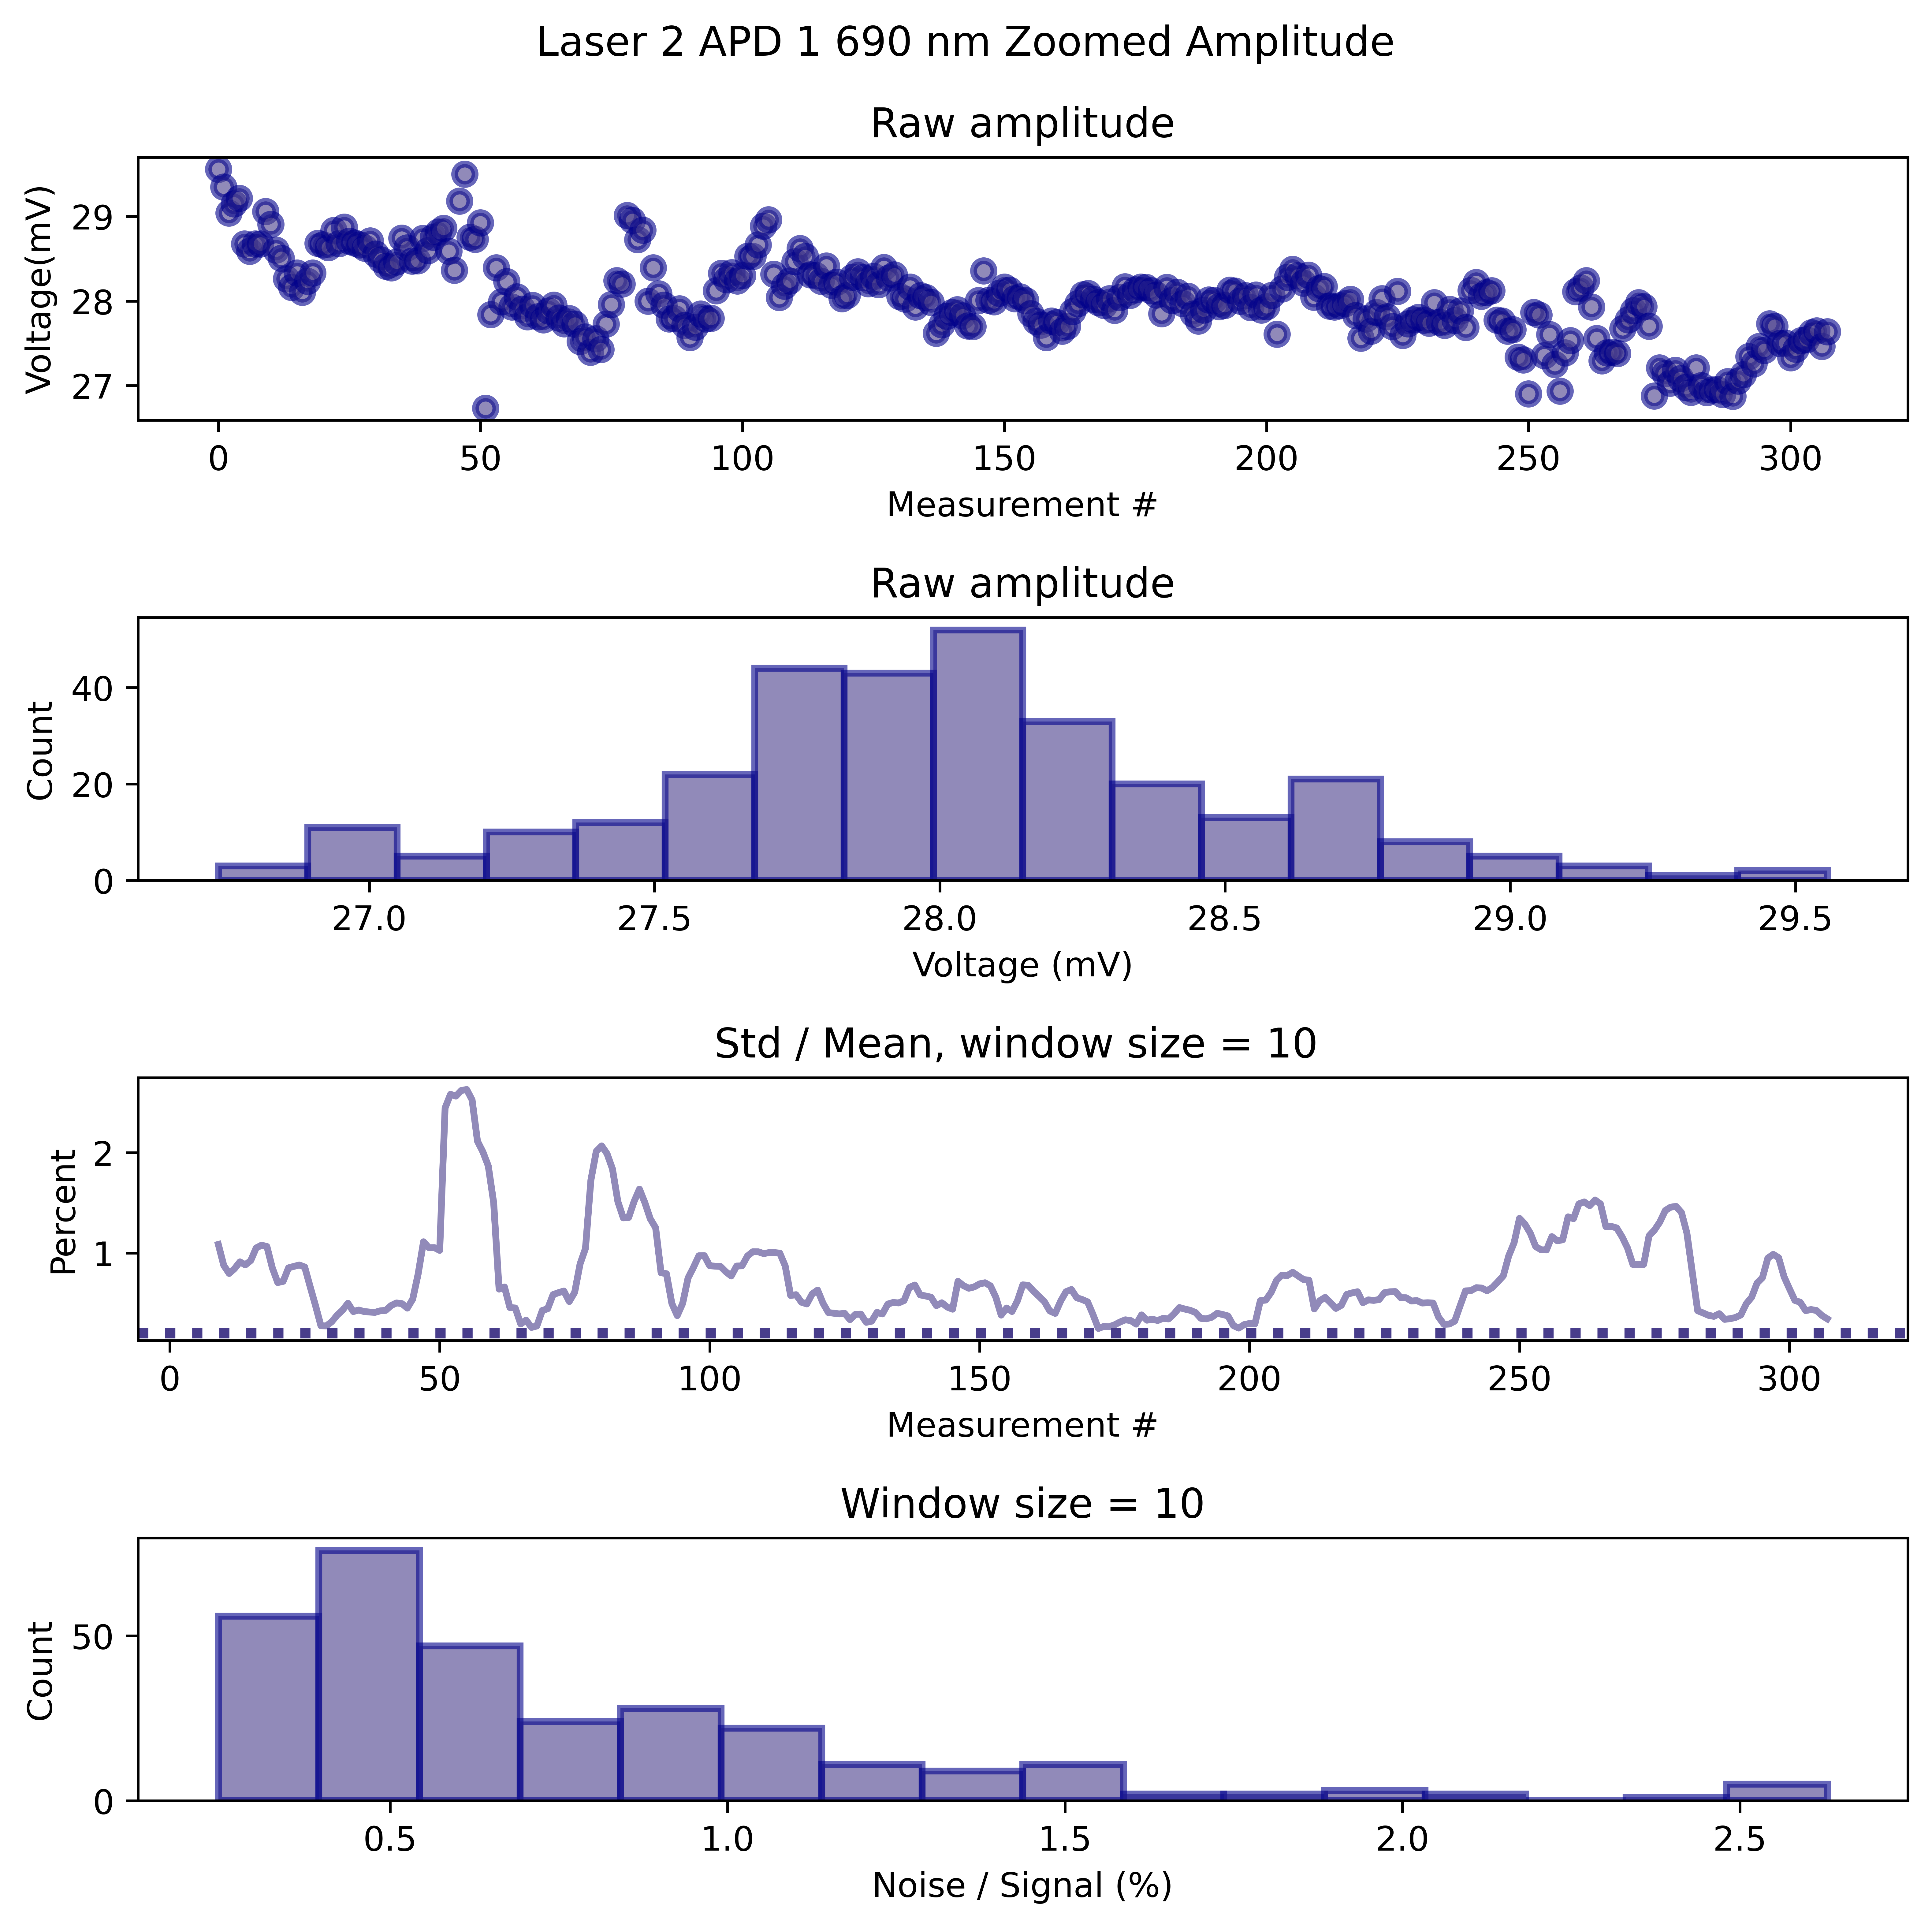 Laser 2 APD 1 690 nm Zoomed Amplitude
Raw amplitude
Voltage(mV)
29
28
27
0 50 100 150 200 250 300
Measurement #
Raw amplitude
Count
40
20
0
27.0 27.5 28.0 28.5 29.0 29.5
Voltage (mV)
Std / Mean, window size = 10
Percent
2
1
0 50 100 150 200 250 300
Measurement #
Window size = 10
Count
50
0
0.5 1.0 1.5 2.0 2.5
Noise / Signal (%)